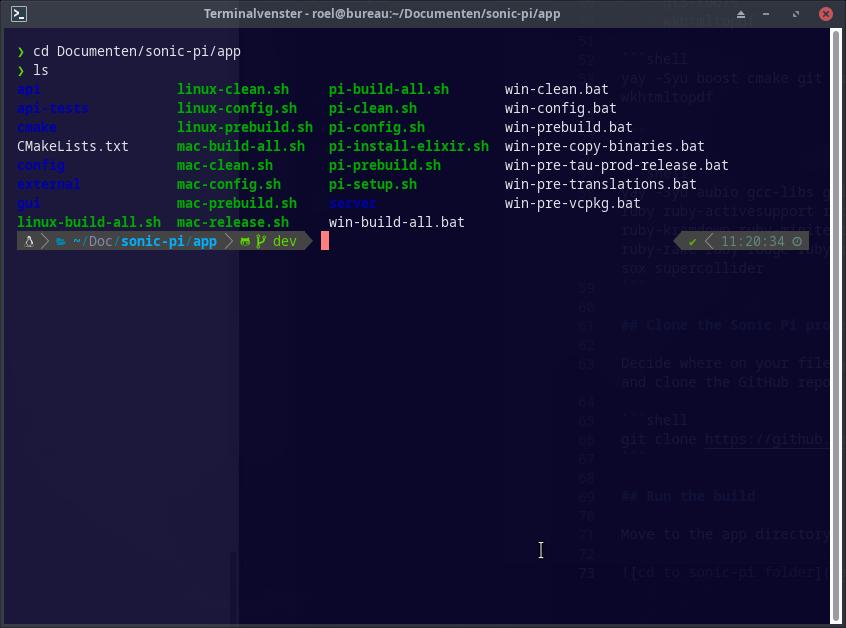 Terminalvenster - roel@bureau:~/Documenten/sonic-pi/app
❯ cd Documenten/sonic-pi/app
❯ ls
api linux-clean.sh pi-build-all.sh win-clean.bat
api-tests linux-config.sh pi-clean.sh win-config.bat
cmake linux-prebuild.sh pi-config.sh win-prebuild.bat
CMakeLists.txt mac-build-all.sh pi-install-elixir.sh win-pre-copy-binaries.bat
config mac-clean.sh pi-prebuild.sh win-pre-tau-prod-release.bat
external mac-config.sh pi-setup.sh win-pre-translations.bat
gui mac-prebuild.sh server win-pre-vcpkg.bat
linux-build-all.sh mac-release.sh win-build-all.bat
~/Doc/sonic-pi/app dev ✔ 11:20:34
51
52 ```shell
yay -Syu boost cmake git
wkhtmltopdf
sox supercollider
59 ```
60
61 ## Clone the Sonic Pi pro
62
63 Decide where on your file
and clone the GitHub repo
64
65 ```shell
66 git clone https://github.
67 ```
68
69 ## Run the build
70
71 Move to the app directory
72
73 ![cd to sonic-pi folder](